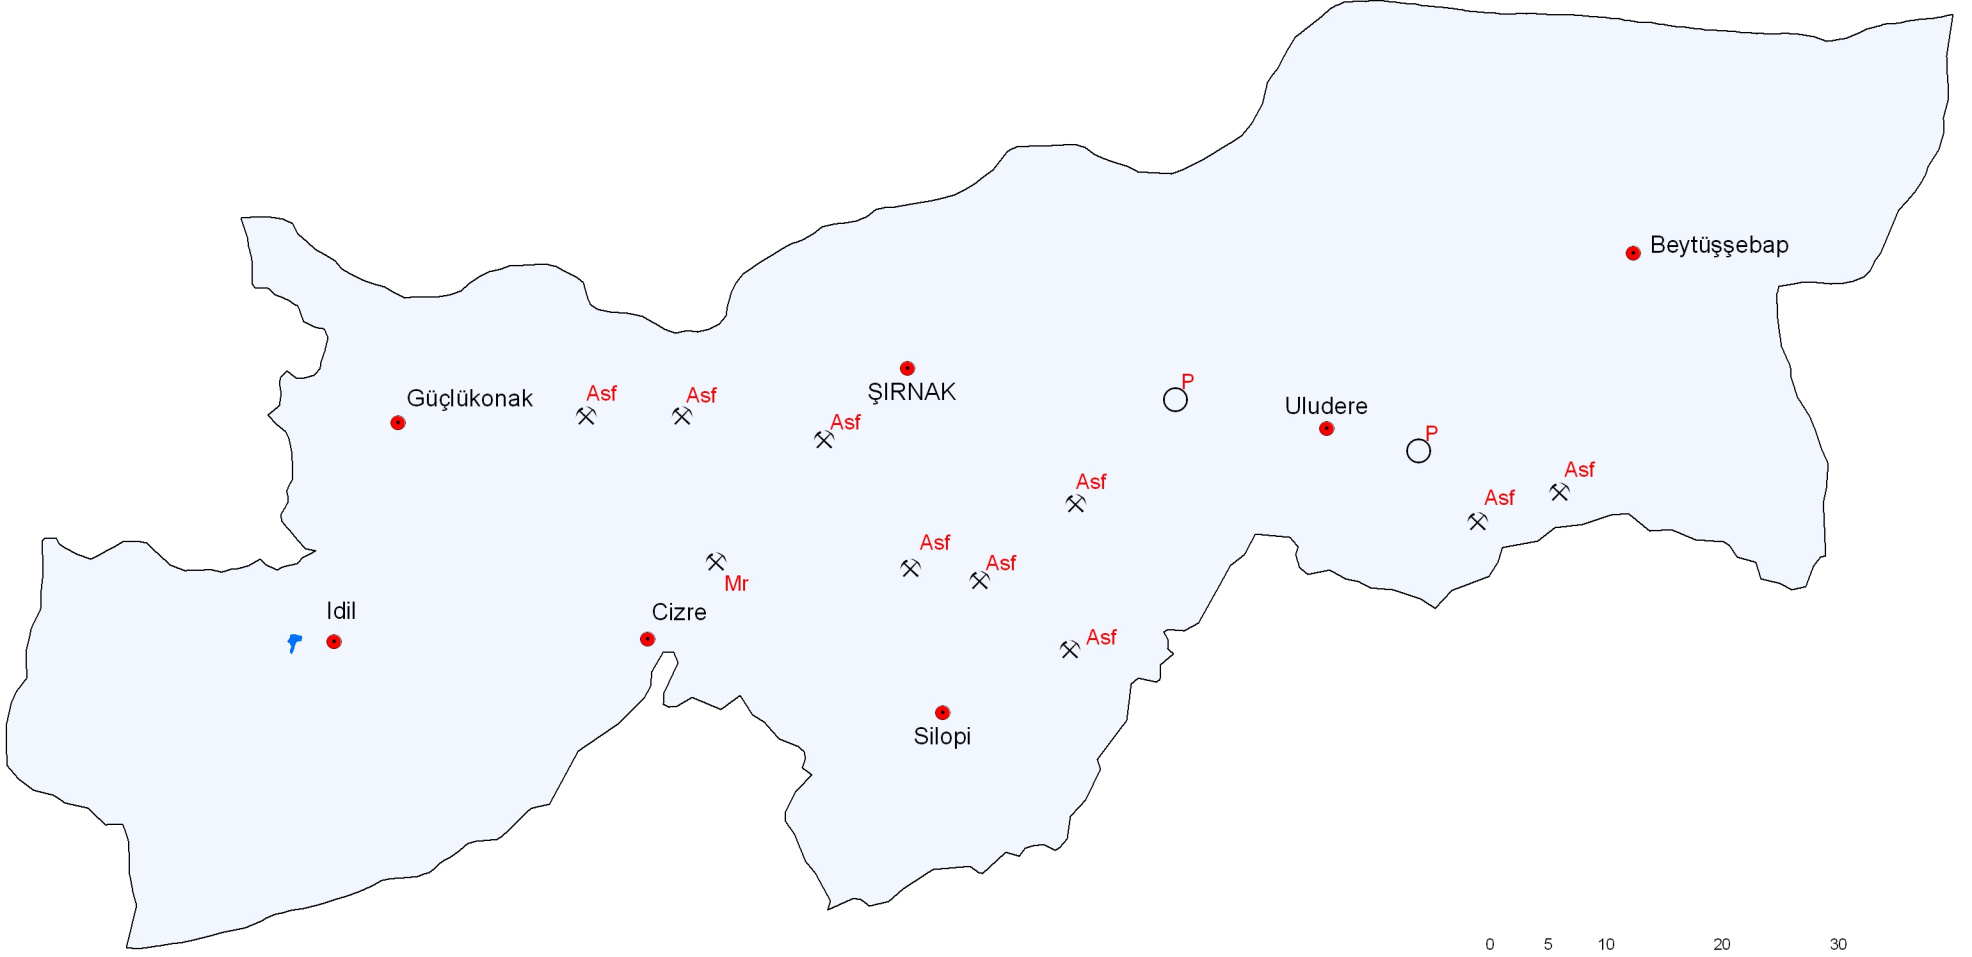 Beytüşşebap
P
Asf
Asf
ŞIRNAK
Güçlükonak
Uludere
Asf
P
Asf
Asf
Asf
Asf
Asf
Mr
Idil
Cizre
Asf
Silopi
0 5 10 20 30